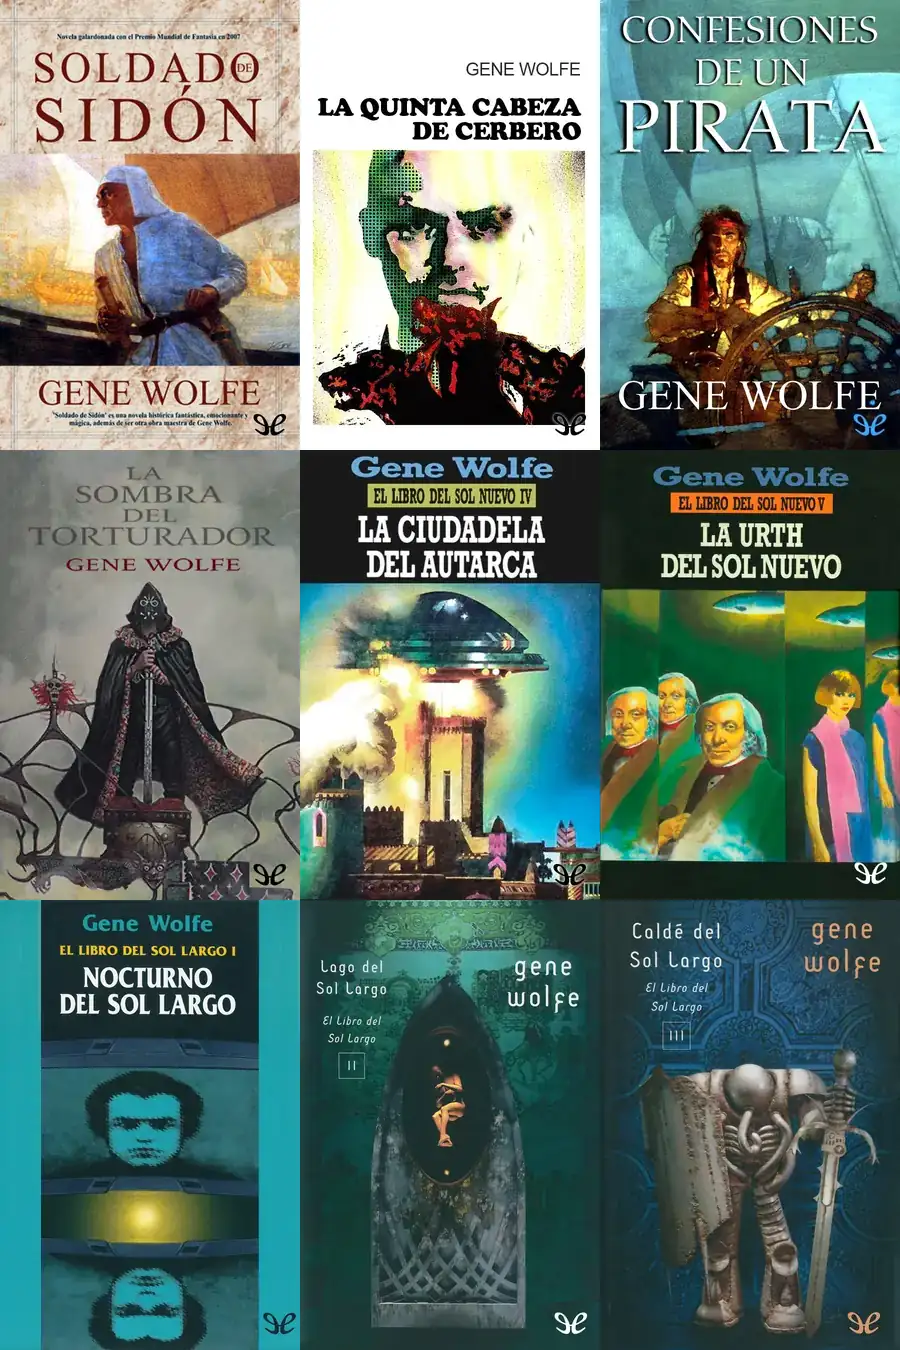 Novela galardonada con el Premio Mundial de Fantasía en 2007
SOLDADO DE
SIDÓN
GENE WOLFE
'Soldado de Sidón' es una novela histórica fantástica, emocionante y
mágica, además de ser otra obra maestra de Gene Wolfe.
GENE WOLFE
LA QUINTA CABEZA
DE CERBERO
CONFESIONES
DE UN
PIRATA
GENE WOLFE
LA
SOMBRA
DEL
TORTURADOR
GENE WOLFE
Gene Wolfe
EL LIBRO DEL SOL NUEVO IV
LA CIUDADELA
DEL AUTARCA
Gene Wolfe
EL LIBRO DEL SOL NUEVO V
LA URTH
DEL SOL NUEVO
Gene Wolfe
EL LIBRO DEL SOL LARGO I
NOCTURNO
DEL SOL LARGO
Lago del
Sol Largo
El Libro del
Sol Largo
II
gene
wolfe
Caldé del
Sol Largo
El Libro del
Sol Largo
III
gene
wolfe